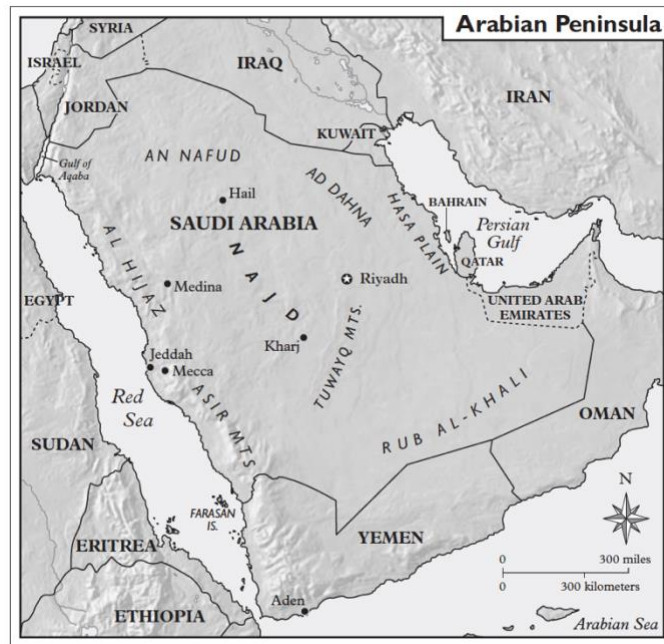 Arabian Peninsula
SYRIA
ISRAEL
IRAQ
IRAN
JORDAN
KUWAIT
Gulf of
Aqaba
AN NAFUD
Hail
AD DAHNA
HASA PLAIN
BAHRAIN
Persian
Gulf
SAUDI ARABIA
QATAR
AL HIJJAZ
NAJD
Riyadh
Medina
EGYPT
UNITED ARAB
EMIRATES
Kharj
TUWAYQ MTS.
Jeddah
Mecca
Red
Sea
ASIR MTS
RUB AL-KHALI
OMAN
SUDAN
N
FARASAN
IS.
YEMEN
ERITREA
0 300 miles
0 300 kilometers
Aden
ETHIOPIA
Arabian Sea